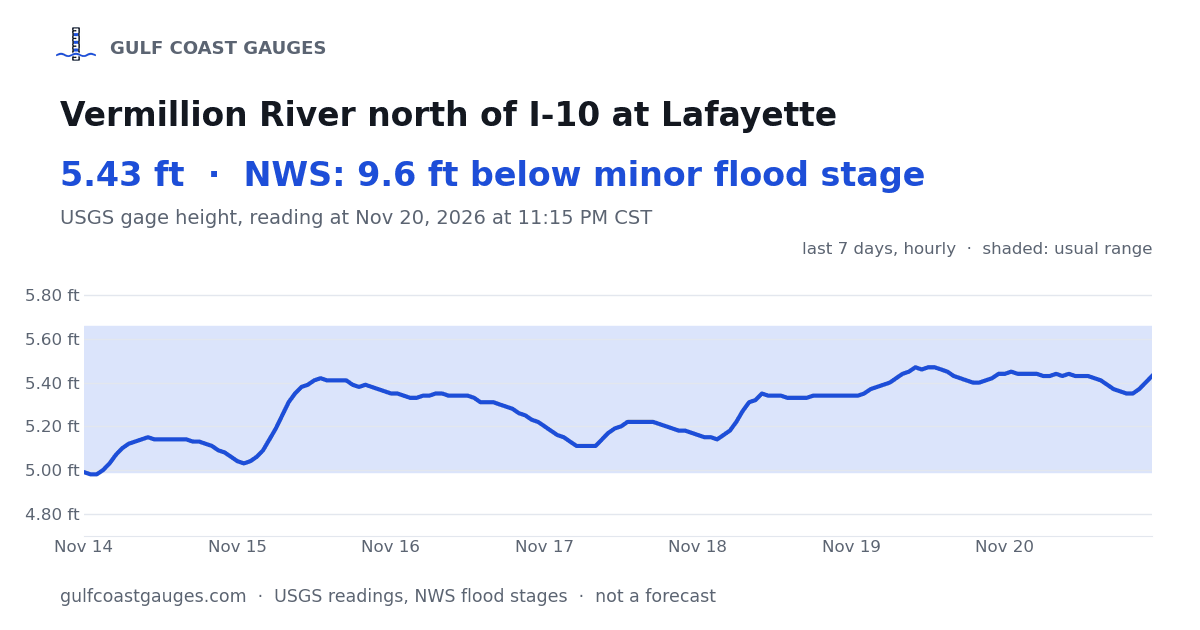 GULF COAST GAUGES
Vermillion River north of I-10 at Lafayette
5.43 ft · NWS: 9.6 ft below minor flood stage
USGS gage height, reading at Nov 20, 2026 at 11:15 PM CST
last 7 days, hourly · shaded: usual range
5.80 ft
5.60 ft
5.40 ft
5.20 ft
5.00 ft
4.80 ft
Nov 14 Nov 15 Nov 16 Nov 17 Nov 18 Nov 19 Nov 20
gulfcoastgauges.com · USGS readings, NWS flood stages · not a forecast